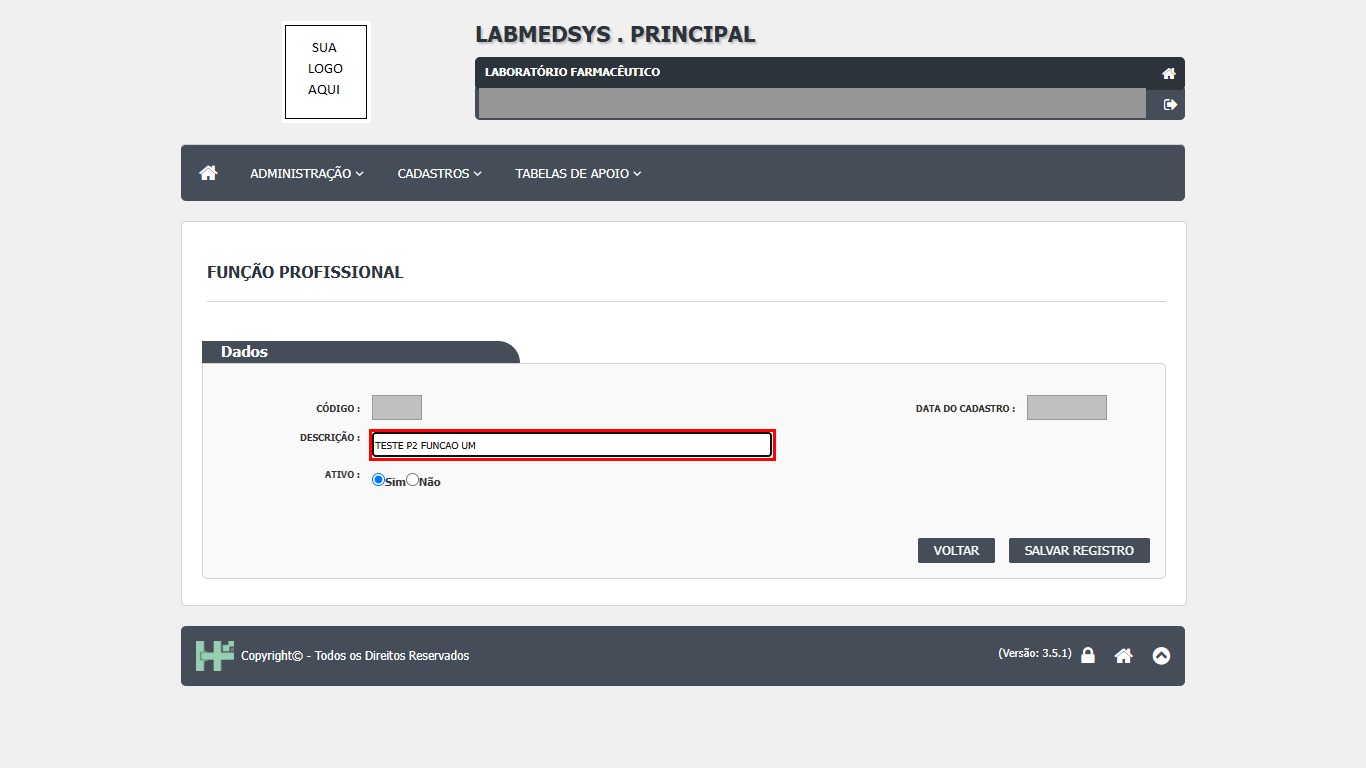 SUA
LOGO
AQUI
LABMEDSYS . PRINCIPAL
LABORATÓRIO FARMACÊUTICO
ADMINISTRAÇÃO CADASTROS TABELAS DE APOIO
FUNÇÃO PROFISSIONAL
Dados
CÓDIGO : DATA DO CADASTRO :
DESCRIÇÃO : TESTE P2 FUNCAO UM
ATIVO : Sim Não
VOLTAR SALVAR REGISTRO
Copyright© - Todos os Direitos Reservados (Versão: 3.5.1)